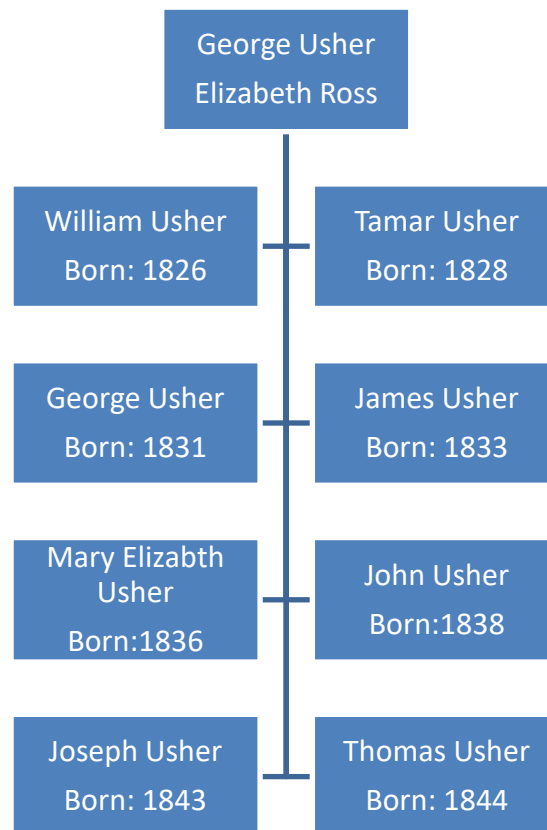 George Usher
Elizabeth Ross
William Usher
Born: 1826
Tamar Usher
Born: 1828
George Usher
Born: 1831
James Usher
Born: 1833
Mary Elizabth
Usher
Born:1836
John Usher
Born:1838
Joseph Usher
Born: 1843
Thomas Usher
Born: 1844